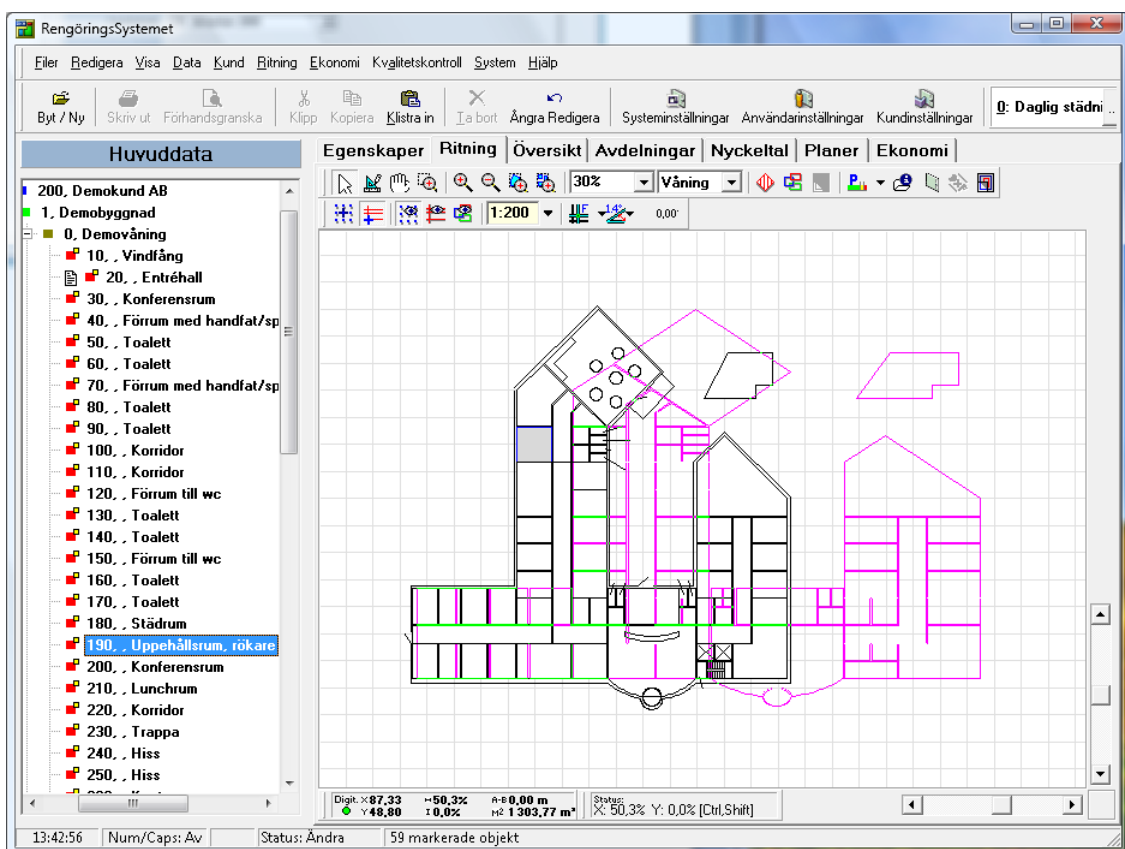 RengöringsSystemet
Filer Redigera Visa Data Kund Ritning Ekonomi Kvalitetskontroll System Hjälp
Byt / Ny Skriv ut Förhandsgranska Klipp Kopiera Klistra in Ta bort Ångra Redigera Systeminställningar Användarinställningar Kundinställningar 0: Daglig städni ..
Huvuddata
Egenskaper Ritning Översikt Avdelningar Nyckeltal Planer Ekonomi
30% Våning
1:200 14° 0,00°
200, Demokund AB
1, Demobyggnad
0, Demovåning
10, , Vindfång
20, , Entréhall
30, , Konferensrum
40, , Förrum med handfat/sp
50, , Toalett
60, , Toalett
70, , Förrum med handfat/sp
80, , Toalett
90, , Toalett
100, , Korridor
110, , Korridor
120, , Förrum till wc
130, , Toalett
140, , Toalett
150, , Förrum till wc
160, , Toalett
170, , Toalett
180, , Städrum
190, , Uppehållsrum, rökare
200, , Konferensrum
210, , Lunchrum
220, , Korridor
230, , Trappa
240, , Hiss
250, , Hiss
Digit. X 87,33 H 50,3% A-B 0,00 m Status:
Y 48,80 I 0,0% M² 1 303,77 m² X: 50,3% Y: 0,0% [Ctrl,Shift]
13:42:56 Num/Caps: Av Status: Ändra 59 markerade objekt